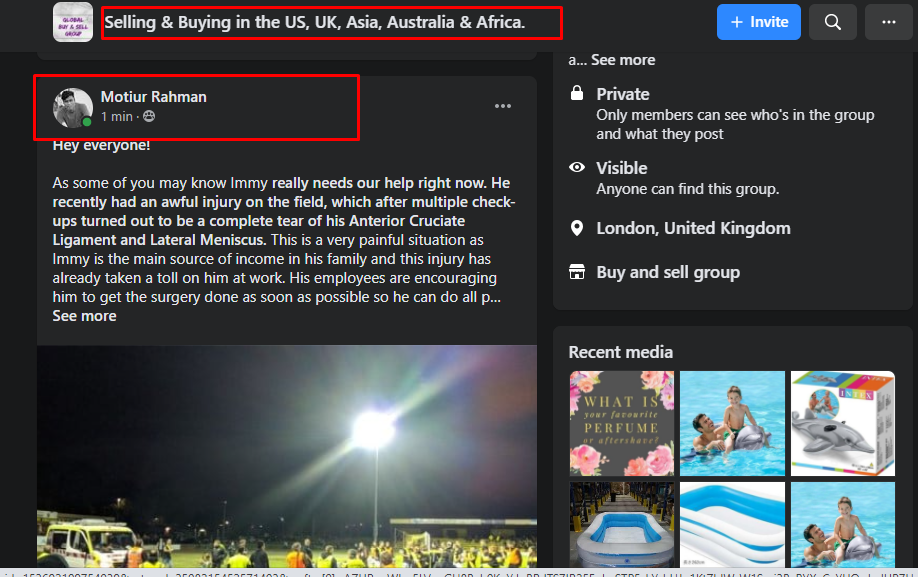 GLOBAL
BUY & SELL
GROUP
Selling & Buying in the US, UK, Asia, Australia & Africa.
+ Invite
Motiur Rahman
1 min ·
Hey everyone!
As some of you may know Immy really needs our help right now. He
recently had an awful injury on the field, which after multiple check-
ups turned out to be a complete tear of his Anterior Cruciate
Ligament and Lateral Meniscus. This is a very painful situation as
Immy is the main source of income in his family and this injury has
already taken a toll on him at work. His employees are encouraging
him to get the surgery done as soon as possible so he can do all p...
See more
a... See more
Private
Only members can see who's in the group
and what they post
Visible
Anyone can find this group.
London, United Kingdom
Buy and sell group
Recent media
WHAT IS
your favourite
PERFUME
or aftershave?
INTEX